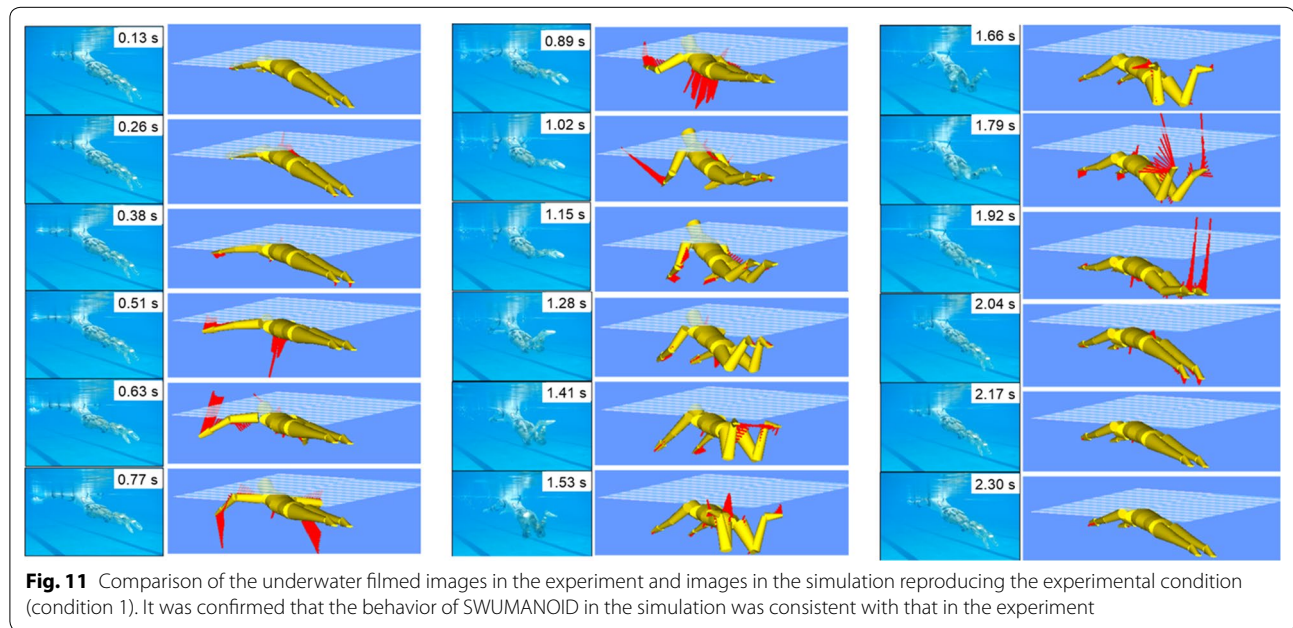 0.13 s
0.26 s
0.38 s
0.51 s
0.63 s
0.77 s
0.89 s
1.02 s
1.15 s
1.28 s
1.41 s
1.53 s
1.66 s
1.79 s
1.92 s
2.04 s
2.17 s
2.30 s
Fig. 11 Comparison of the underwater filmed images in the experiment and images in the simulation reproducing the experimental condition
(condition 1). It was confirmed that the behavior of SWUMANOID in the simulation was consistent with that in the experiment